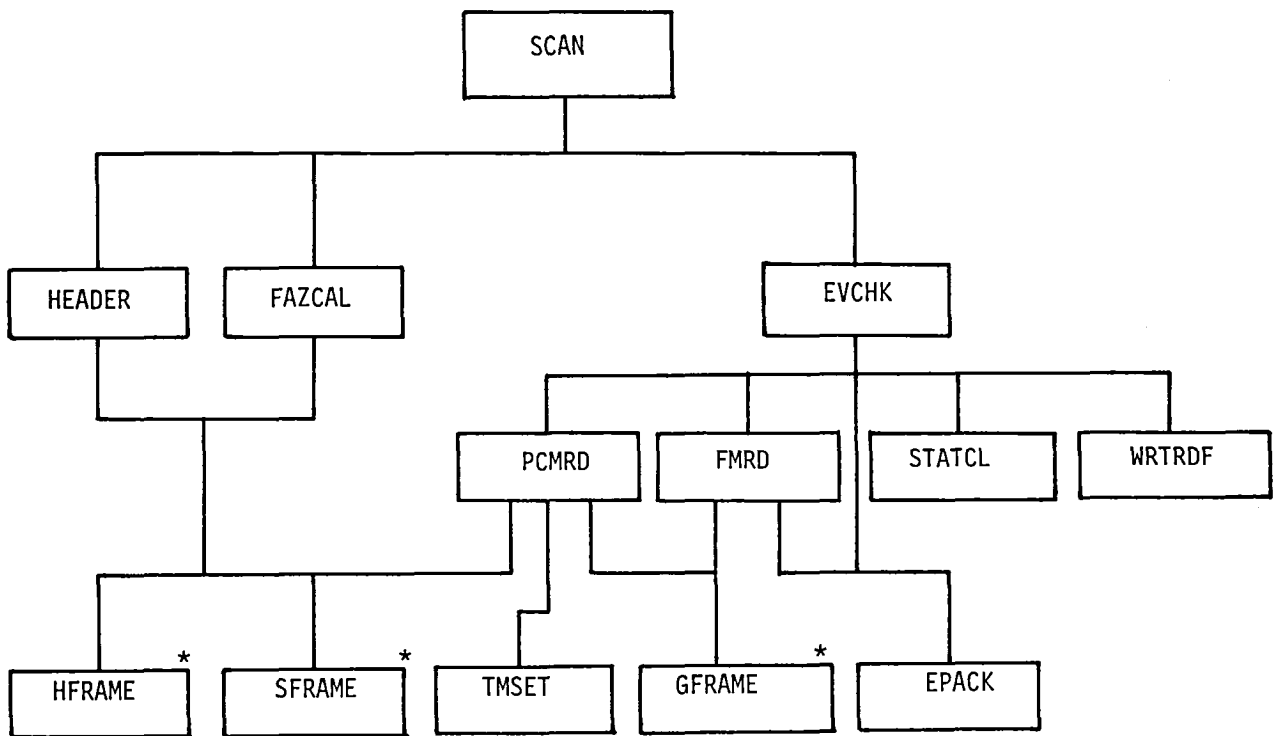 SCAN
HEADER
FAZCAL
EVCHK
PCMRD
FMRD
STATCL
WRTRDF
*
*
*
HFRAME
SFRAME
TMSET
GFRAME
EPACK